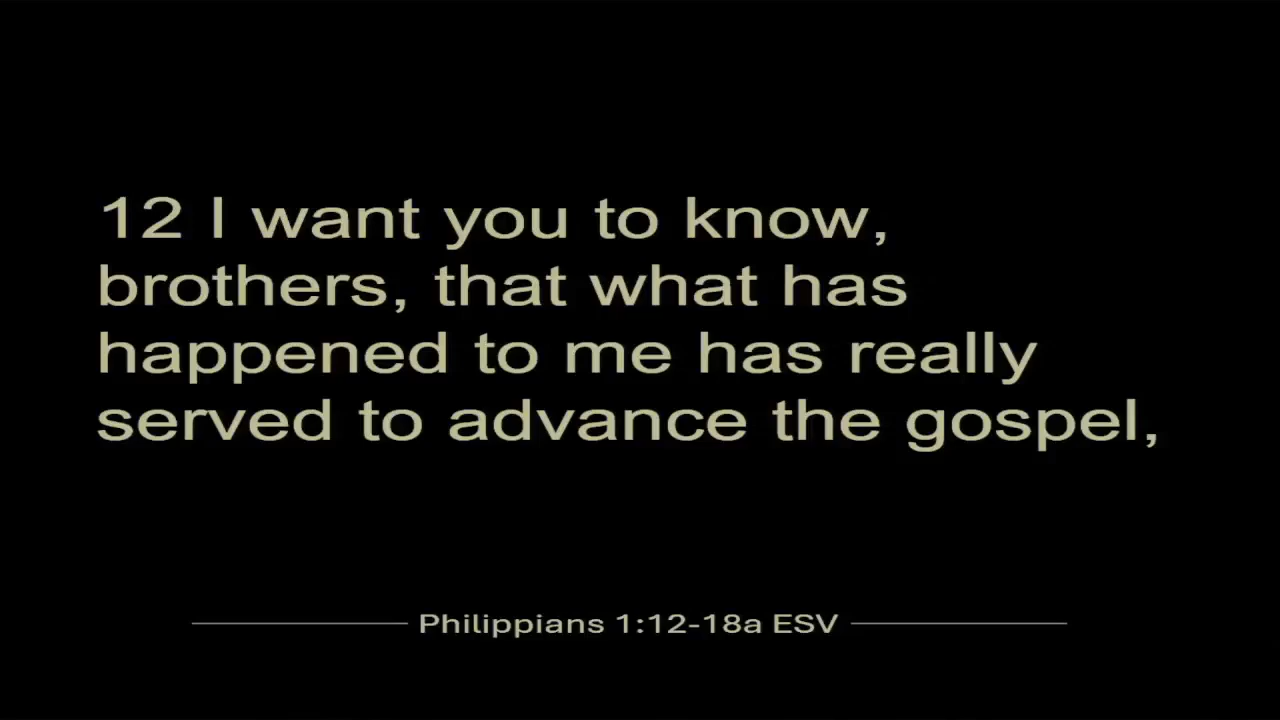 12 I want you to know,
brothers, that what has
happened to me has really
served to advance the gospel,
Philippians 1:12-18a ESV